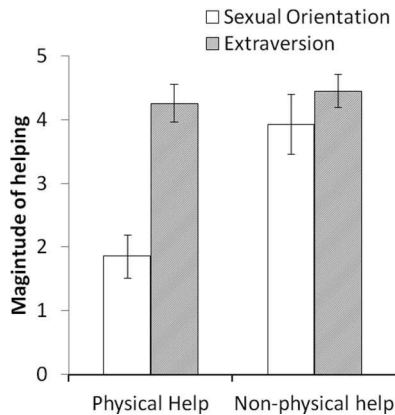 Sexual Orientation
Extraversion
5
4
3
2
1
0
Magintude of helping
Physical Help
Non-physical help